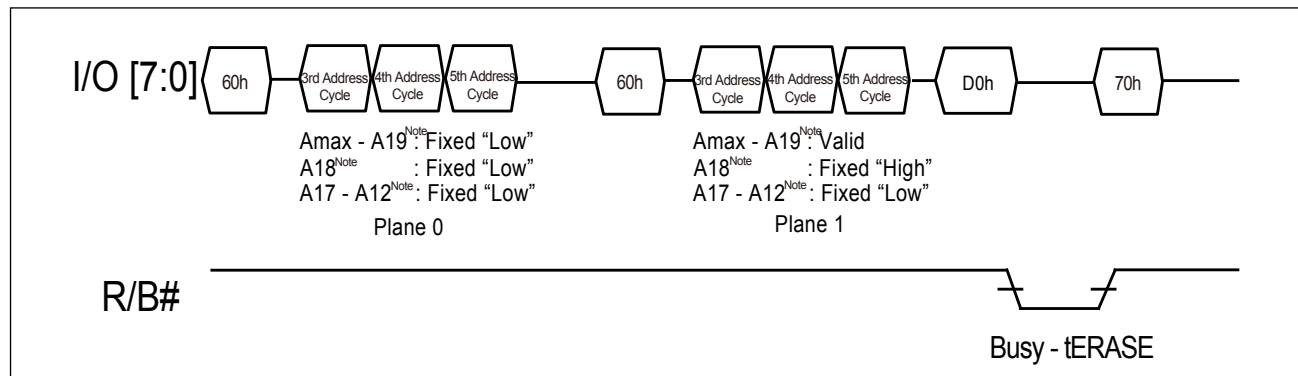 I/O [7:0]
60h
3rd Address
Cycle
4th Address
Cycle
5th Address
Cycle
60h
3rd Address
Cycle
4th Address
Cycle
5th Address
Cycle
D0h
70h
Amax - A19Note: Fixed “Low”
A18Note : Fixed “Low”
A17 - A12Note : Fixed “Low”
Plane 0
Amax - A19Note: Valid
A18Note : Fixed “High”
A17 - A12Note : Fixed “Low”
Plane 1
R/B#
Busy - tERASE